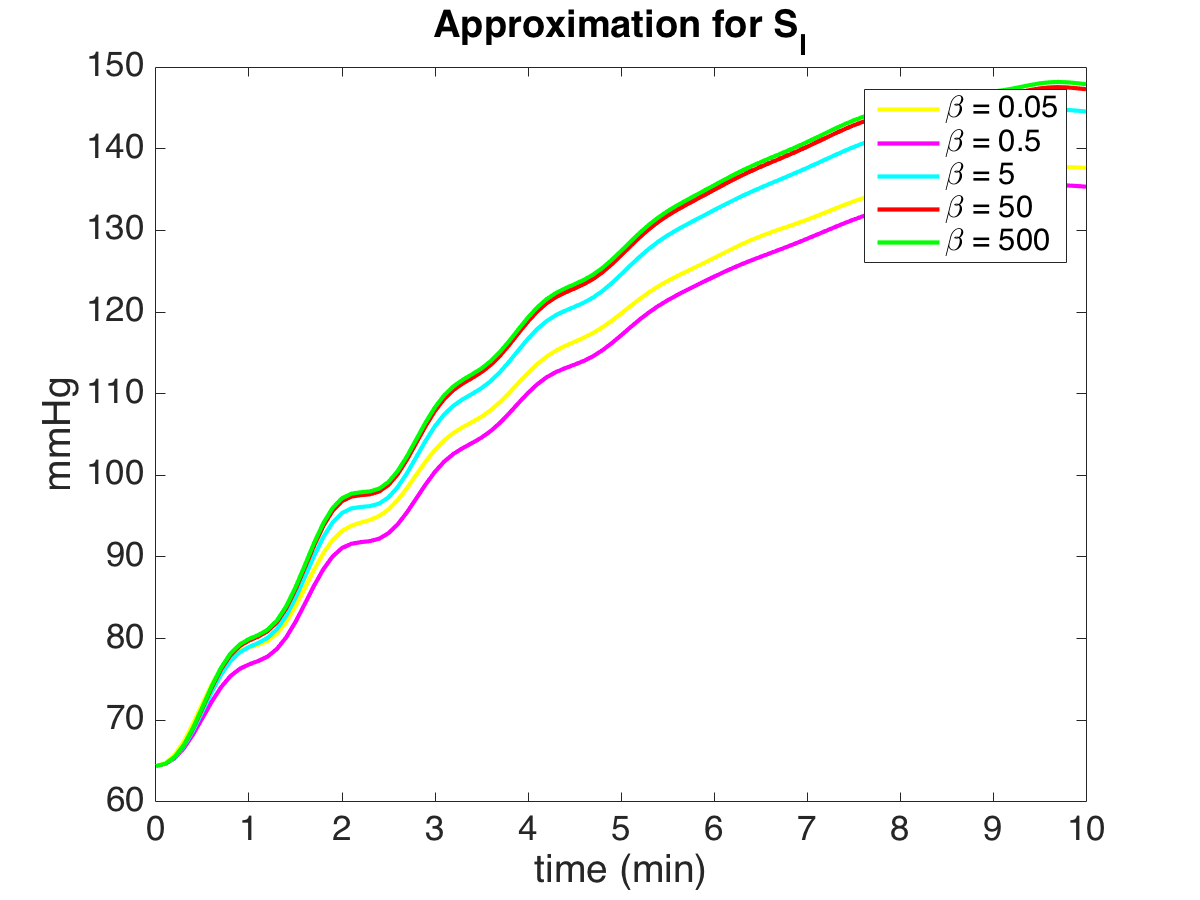 Approximation for S_I
150
140
130
120
110
100
90
80
70
60
mmHg
β = 0.05
β = 0.5
β = 5
β = 50
β = 500
0 1 2 3 4 5 6 7 8 9 10
time (min)